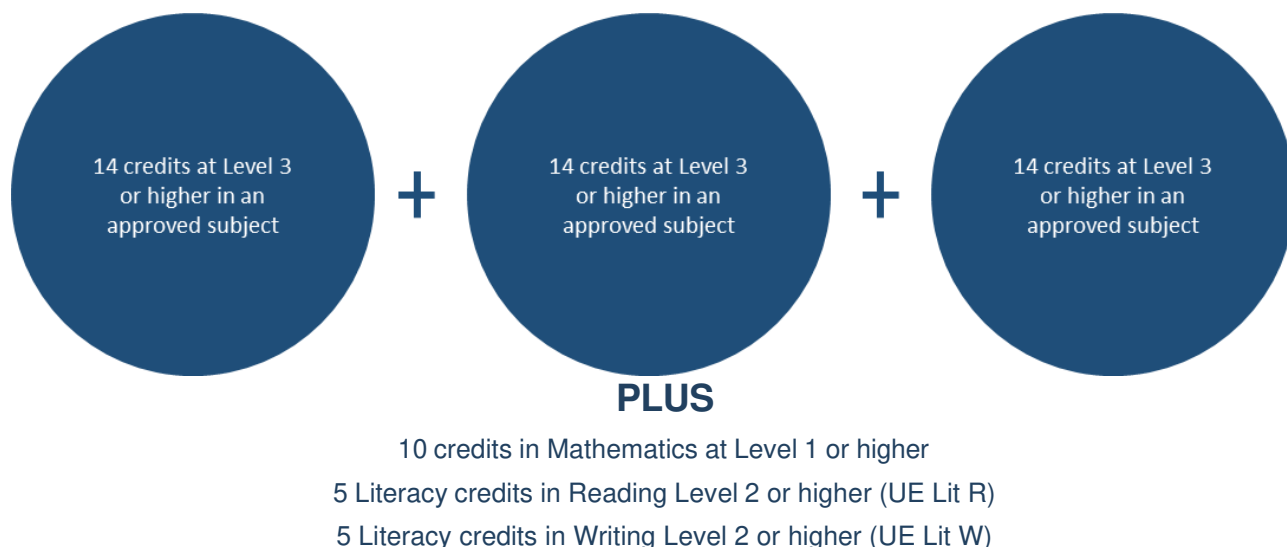 14 credits at Level 3
or higher in an
approved subject
+
14 credits at Level 3
or higher in an
approved subject
+
14 credits at Level 3
or higher in an
approved subject
PLUS
10 credits in Mathematics at Level 1 or higher
5 Literacy credits in Reading Level 2 or higher (UE Lit R)
5 Literacy credits in Writing Level 2 or higher (UE Lit W)